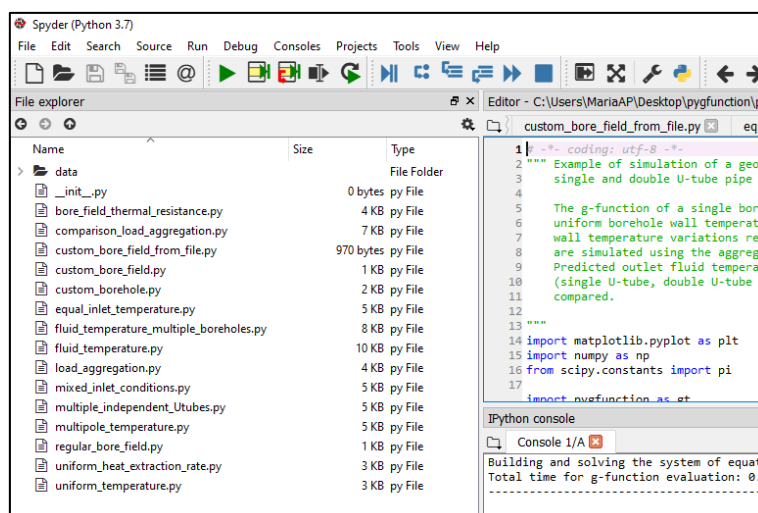 Spyder (Python 3.7)
File Edit Search Source Run Debug Consoles Projects Tools View Help
File explorer
Name Size Type
data File Folder
__init__.py 0 bytes py File
bore_field_thermal_resistance.py 4 KB py File
comparison_load_aggregation.py 7 KB py File
custom_bore_field_from_file.py 970 bytes py File
custom_bore_field.py 1 KB py File
custom_borehole.py 2 KB py File
equal_inlet_temperature.py 5 KB py File
fluid_temperature_multiple_boreholes.py 8 KB py File
fluid_temperature.py 10 KB py File
load_aggregation.py 4 KB py File
mixed_inlet_conditions.py 5 KB py File
multiple_independent_Utubes.py 5 KB py File
multipole_temperature.py 5 KB py File
regular_bore_field.py 1 KB py File
uniform_heat_extraction_rate.py 3 KB py File
uniform_temperature.py 3 KB py File
Editor - C:\Users\MariaAP\Desktop\pygfunction\p
custom_bore_field_from_file.py eq
1 # -*- coding: utf-8 -*-
2 """ Example of simulation of a geo
3 single and double U-tube pipe
4
5 The g-function of a single bor
6 uniform borehole wall temperat
7 wall temperature variations re
8 are simulated using the aggreg
9 Predicted outlet fluid tempera
10 (single U-tube, double U-tube
11 compared.
12
13 """
14 import matplotlib.pyplot as plt
15 import numpy as np
16 from scipy.constants import pi
17
import pygfunction as gt
IPython console
Console 1/A
Building and solving the system of equat
Total time for g-function evaluation: 0.
----------------------------------------